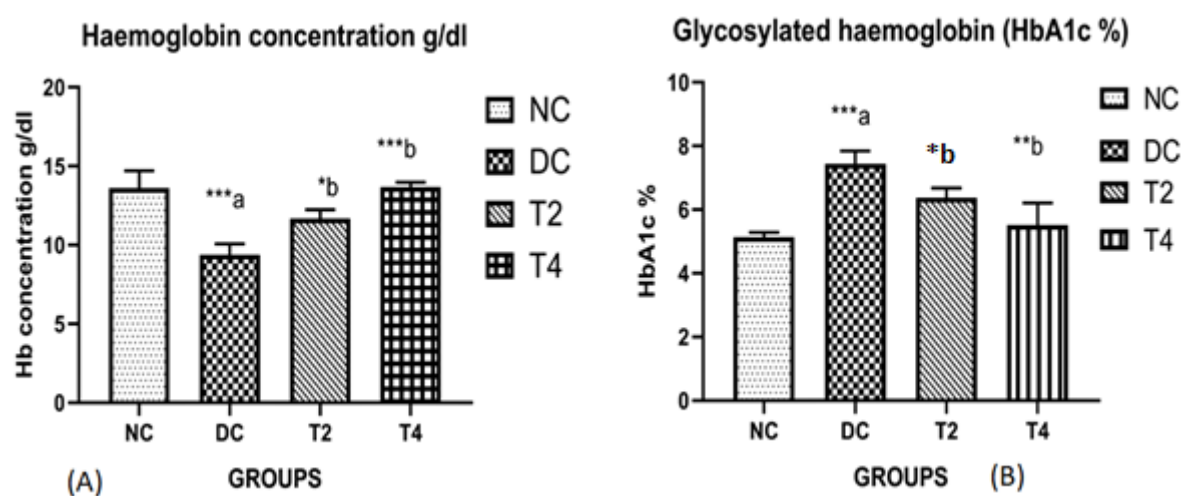 Haemoglobin concentration g/dl
Hb concentration g/dl
20
15
10
5
0
***a
*b
***b
NC
DC
T2
T4
NC DC T2 T4
GROUPS
(A)
Glycosylated haemoglobin (HbA1c %)
HbA1c %
10
8
6
4
2
0
***a
*b
**b
NC
DC
T2
T4
NC DC T2 T4
GROUPS
(B)